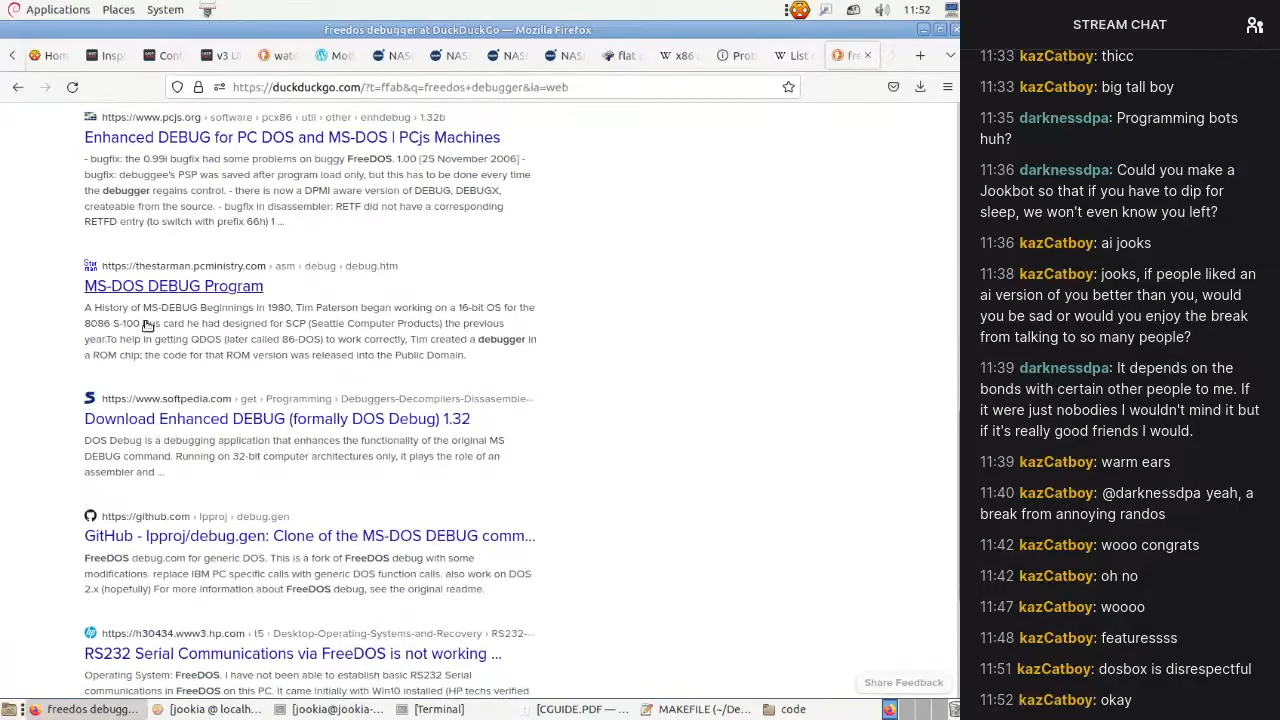 Applications Places System
11:52
freedos debugger at DuckDuckGo — Mozilla Firefox
Hom Insp Conf v3 U wate Ndis NASI NASI NASI NASI flat a W x86 i Prob W List o fre
https://duckduckgo.com/?t=ffab&q=freedos+debugger&ia=web
https://www.pcjs.org › software › pcx86 › util › other › enhdebug › 1.32b
Enhanced DEBUG for PC DOS and MS-DOS | PCjs Machines
- bugfix: the 0.99i bugfix had some problems on buggy FreeDOS. 1.00 [25 November 2006] -
bugfix: debuggee's PSP was saved after program load only, but this has to be done every time
the debugger regains control. - there is now a DPMI aware version of DEBUG, DEBUGX,
createable from the source. - bugfix in disassembler: RETF did not have a corresponding
RETFD entry (to switch with prefix 66h) 1 ...
https://thestarman.pcministry.com › asm › debug › debug.htm
MS-DOS DEBUG Program
A History of MS-DEBUG Beginnings in 1980, Tim Paterson began working on a 16-bit OS for the
8086 S-100 Bus card he had designed for SCP (Seattle Computer Products) the previous
year.To help in getting QDOS (later called 86-DOS) to work correctly, Tim created a debugger in
a ROM chip; the code for that ROM version was released into the Public Domain.
https://www.softpedia.com › get › Programming › Debuggers-Decompilers-Dissasemble···
Download Enhanced DEBUG (formally DOS Debug) 1.32
DOS Debug is a debugging application that enhances the functionality of the original MS
DEBUG command. Running on 32-bit computer architectures only, it plays the role of an
assembler and ...
https://github.com › lpproj › debug.gen
GitHub - lpproj/debug.gen: Clone of the MS-DOS DEBUG comm...
FreeDOS debug.com for generic DOS. This is a fork of FreeDOS debug with some
modifications. replace IBM PC specific calls with generic DOS function calls. also work on DOS
2.x (hopefully) For more information about FreeDOS debug, see the original readme.
https://h30434.www3.hp.com › t5 › Desktop-Operating-Systems-and-Recovery › RS232-···
RS232 Serial Communications via FreeDOS is not working ...
Operating System: FreeDOS. I have not been able to establish basic RS232 Serial
communications in FreeDOS on this PC. It came initially with Win10 installed (HP techs verified
Share Feedback
freedos debugg... [jookia @ localh... jookia@jookia-... [Terminal] [CGUIDE.PDF —... MAKEFILE (~/De... code
STREAM CHAT
11:33 kazCatboy: thicc
11:33 kazCatboy: big tall boy
11:35 darknessdpa: Programming bots
huh?
11:36 darknessdpa: Could you make a
Jookbot so that if you have to dip for
sleep, we won't even know you left?
11:36 kazCatboy: ai jooks
11:38 kazCatboy: jooks, if people liked an
ai version of you better than you, would
you be sad or would you enjoy the break
from talking to so many people?
11:39 darknessdpa: It depends on the
bonds with certain other people to me. If
it were just nobodies I wouldn't mind it but
if it's really good friends I would.
11:39 kazCatboy: warm ears
11:40 kazCatboy: @darknessdpa yeah, a
break from annoying randos
11:42 kazCatboy: wooo congrats
11:42 kazCatboy: oh no
11:47 kazCatboy: woooo
11:48 kazCatboy: featuressss
11:51 kazCatboy: dosbox is disrespectful
11:52 kazCatboy: okay